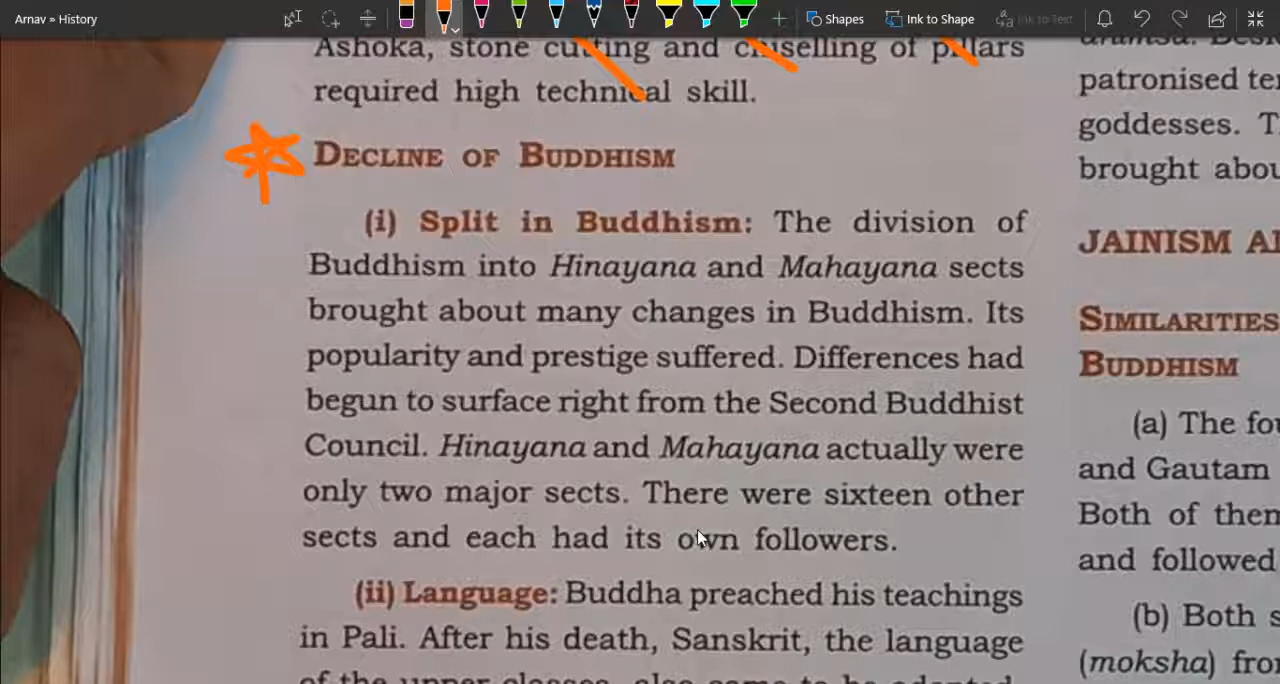 Arnav » History
Shapes
Ink to Shape
Ink to Text
Ashoka, stone cutting and chiselling of pillars
required high technical skill.
DECLINE OF BUDDHISM
(i) Split in Buddhism: The division of
Buddhism into Hinayana and Mahayana sects
brought about many changes in Buddhism. Its
popularity and prestige suffered. Differences had
begun to surface right from the Second Buddhist
Council. Hinayana and Mahayana actually were
only two major sects. There were sixteen other
sects and each had its own followers.
(ii) Language: Buddha preached his teachings
in Pali. After his death, Sanskrit, the language
of the upper classes, also came to be adopted.
patronised
goddesses.
brought
JAINISM
SIMILARITIES
BUDDHISM
(a) The
and Gautam
Both of
and followed
(b) Both
(moksha)